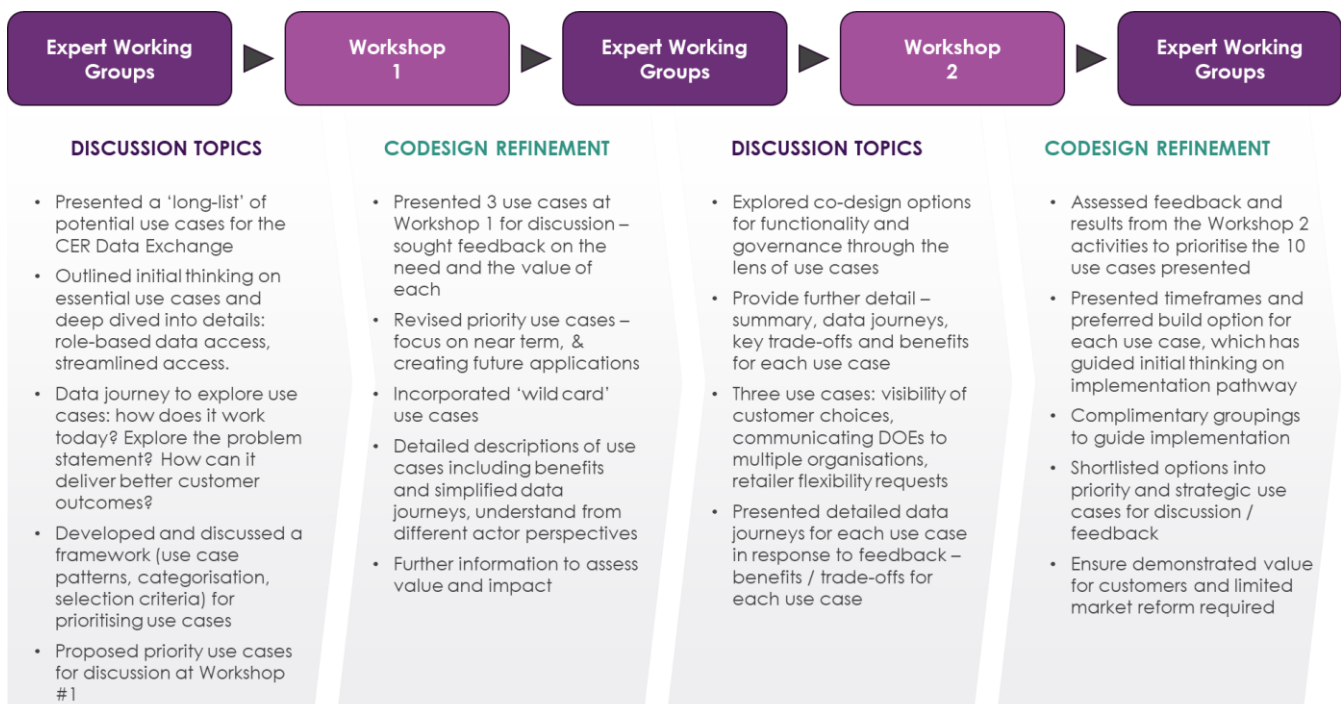 Expert Working
Groups
Workshop
1
Expert Working
Groups
Workshop
2
Expert Working
Groups
DISCUSSION TOPICS
• Presented a ‘long-list’ of
potential use cases for the
CER Data Exchange
• Outlined initial thinking on
essential use cases and
deep dived into details:
role-based data access,
streamlined access.
• Data journey to explore use
cases: how does it work
today? Explore the problem
statement? How can it
deliver better customer
outcomes?
• Developed and discussed a
framework (use case
patterns, categorisation,
selection criteria) for
prioritising use cases
• Proposed priority use cases
for discussion at Workshop
#1
CODESIGN REFINEMENT
• Presented 3 use cases at
Workshop 1 for discussion –
sought feedback on the
need and the value of
each
• Revised priority use cases –
focus on near term, &
creating future applications
• Incorporated ‘wild card’
use cases
• Detailed descriptions of use
cases including benefits
and simplified data
journeys, understand from
different actor perspectives
• Further information to assess
value and impact
DISCUSSION TOPICS
• Explored co-design options
for functionality and
governance through the
lens of use cases
• Provide further detail –
summary, data journeys,
key trade-offs and benefits
for each use case
• Three use cases: visibility of
customer choices,
communicating DOEs to
multiple organisations,
retailer flexibility requests
• Presented detailed data
journeys for each use case
in response to feedback –
benefits / trade-offs for
each use case
CODESIGN REFINEMENT
• Assessed feedback and
results from the Workshop 2
activities to prioritise the 10
use cases presented
• Presented timeframes and
preferred build option for
each use case, which has
guided initial thinking on
implementation pathway
• Complimentary groupings
to guide implementation
• Shortlisted options into
priority and strategic use
cases for discussion /
feedback
• Ensure demonstrated value
for customers and limited
market reform required